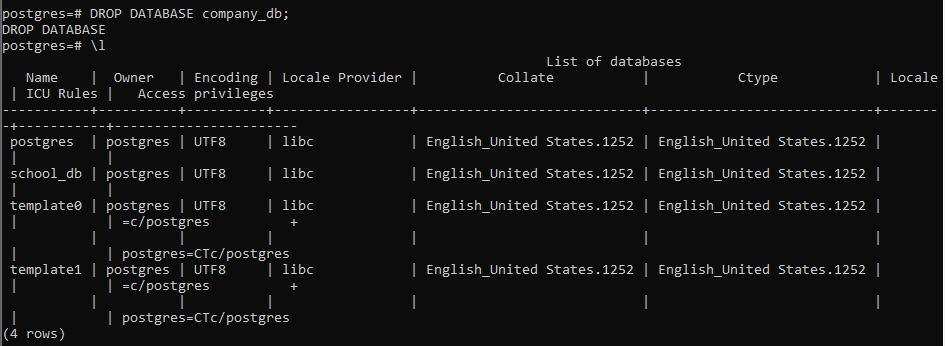 postgres=# DROP DATABASE company_db;
DROP DATABASE
postgres=# \l
                                                                     List of databases
   Name    |  Owner   | Encoding | Locale Provider |          Collate           |           Ctype            | Locale
 | ICU Rules |   Access privileges
-----------+----------+----------+-----------------+----------------------------+----------------------------+-------
-+-----------+-----------------------
 postgres  | postgres | UTF8     | libc            | English_United States.1252 | English_United States.1252 |
 |           |
 school_db | postgres | UTF8     | libc            | English_United States.1252 | English_United States.1252 |
 |           |
 template0 | postgres | UTF8     | libc            | English_United States.1252 | English_United States.1252 |
 |           | =c/postgres          +
           |          |          |                 |                            |                            |
 |           | postgres=CTc/postgres
 template1 | postgres | UTF8     | libc            | English_United States.1252 | English_United States.1252 |
 |           | =c/postgres          +
           |          |          |                 |                            |                            |
 |           | postgres=CTc/postgres
(4 rows)